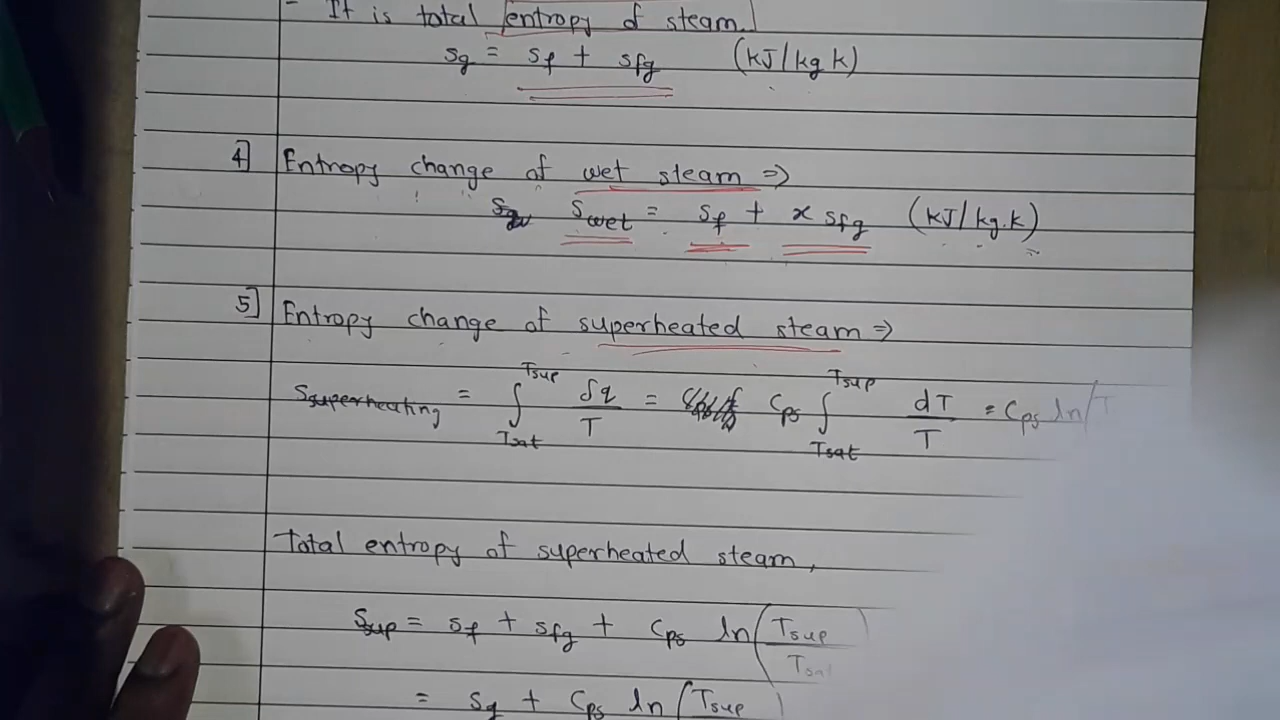 - It is total entropy of steam.
sg = sf + sfg (kJ/kg k)
4] Entropy change of wet steam ⇒
Swet = sf + x sfg (kJ/kg.k)
5] Entropy change of superheated steam ⇒
Ssuperheating = ∫Tsat^Tsup δq/T = Cps ∫Tsat^Tsup dT/T = Cps ln(T
Total entropy of superheated steam,
Ssup = sf + sfg + Cps ln(Tsup/Tsat
= sg + Cps ln(Tsup